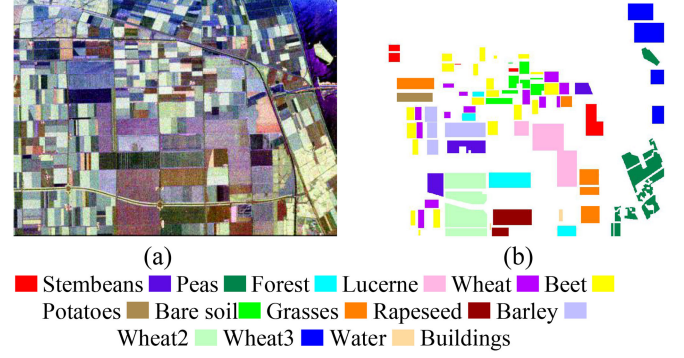 (a) (b)
Stembeans Peas Forest Lucerne Wheat Beet
Potatoes Bare soil Grasses Rapeseed Barley
Wheat2 Wheat3 Water Buildings